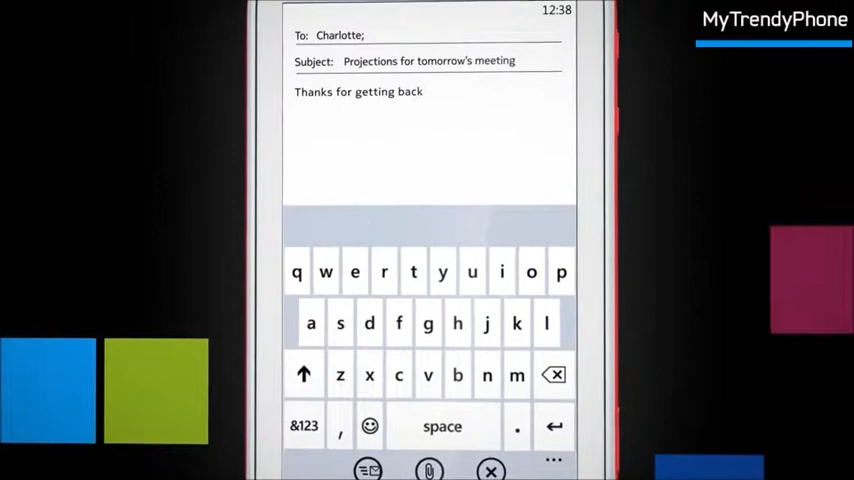 12:38
MyTrendyPhone
To: Charlotte;
Subject: Projections for tomorrow's meeting
Thanks for getting back
q w e r t y u i o p
a s d f g h j k l
z x c v b n m
&123 , space .